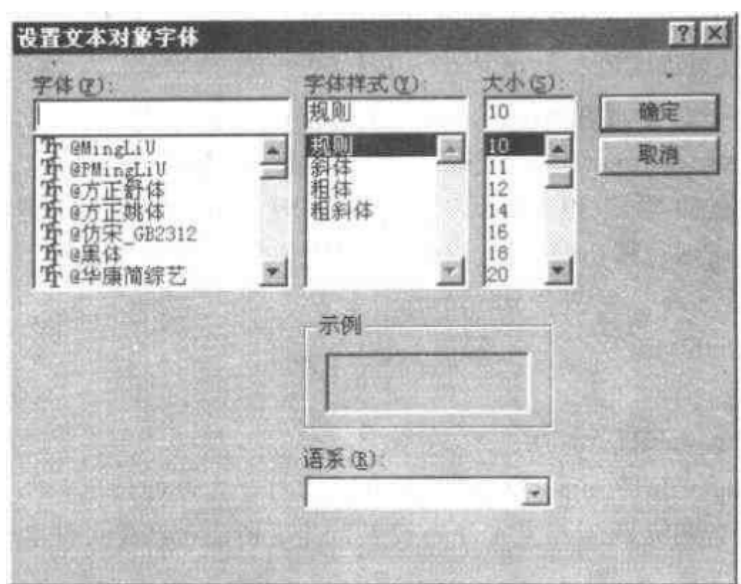 设置文本对象字体
字体(F):
@MingLiU
@PMingLiU
@方正舒体
@方正姚体
@仿宋_GB2312
@黑体
@华康简综艺
字体样式(Y):
规则
规则
斜体
粗体
粗斜体
大小(S):
10
10
11
12
14
16
18
20
确定
取消
示例
语系(R):